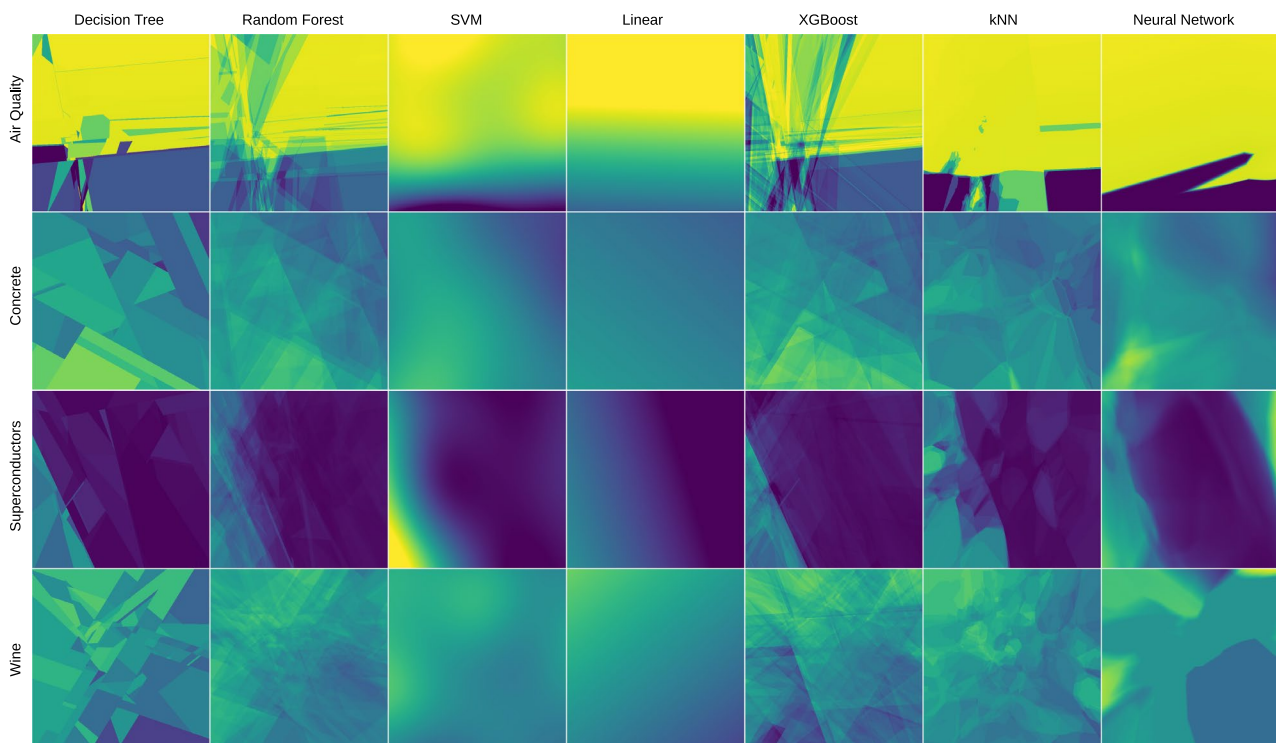 Decision Tree Random Forest SVM Linear XGBoost kNN Neural Network
Air Quality
Concrete
Superconductors
Wine